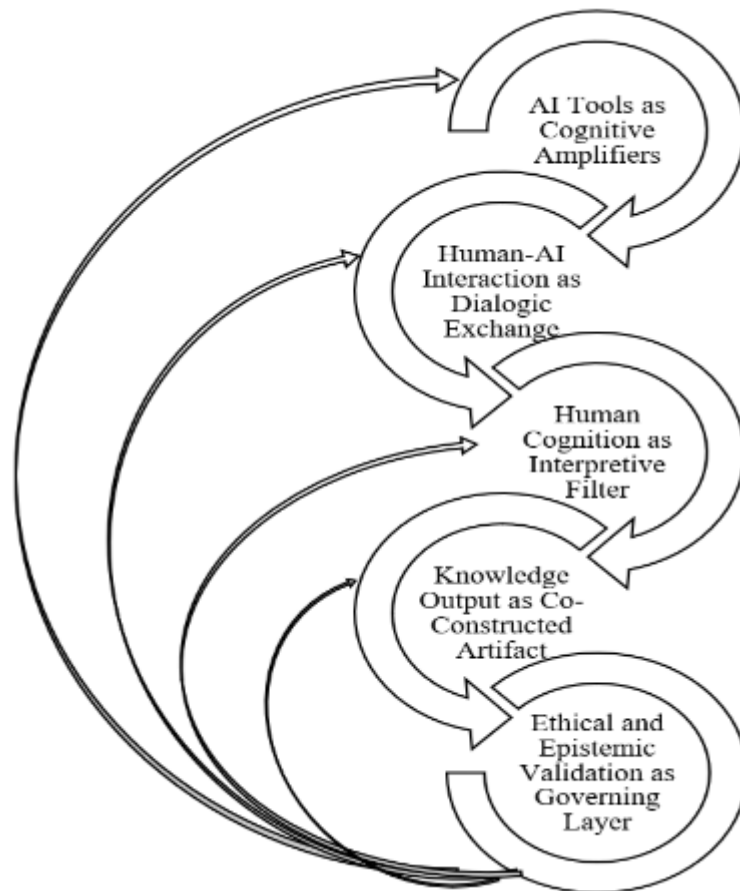 AI Tools as
Cognitive
Amplifiers
Human-AI
Interaction as
Dialogic
Exchange
Human
Cognition as
Interpretive
Filter
Knowledge
Output as Co-
Constructed
Artifact
Ethical and
Epistemic
Validation as
Governing
Layer